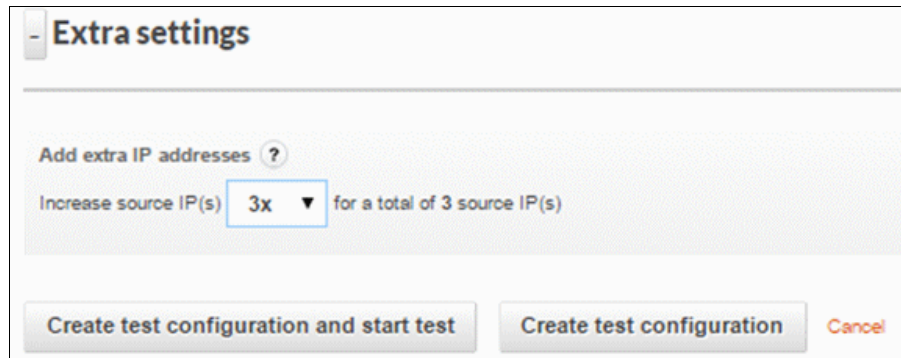 - Extra settings
Add extra IP addresses ?
Increase source IP(s) 3x ▼ for a total of 3 source IP(s)
Create test configuration and start test Create test configuration Cancel